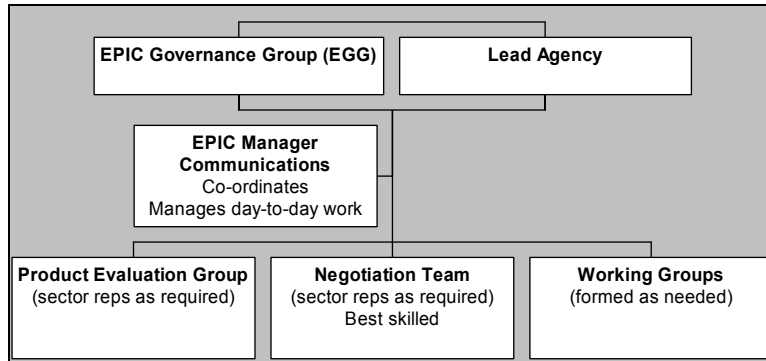 EPIC Governance Group (EGG)
Lead Agency
EPIC Manager
Communications
Co-ordinates
Manages day-to-day work
Product Evaluation Group
(sector reps as required)
Negotiation Team
(sector reps as required)
Best skilled
Working Groups
(formed as needed)